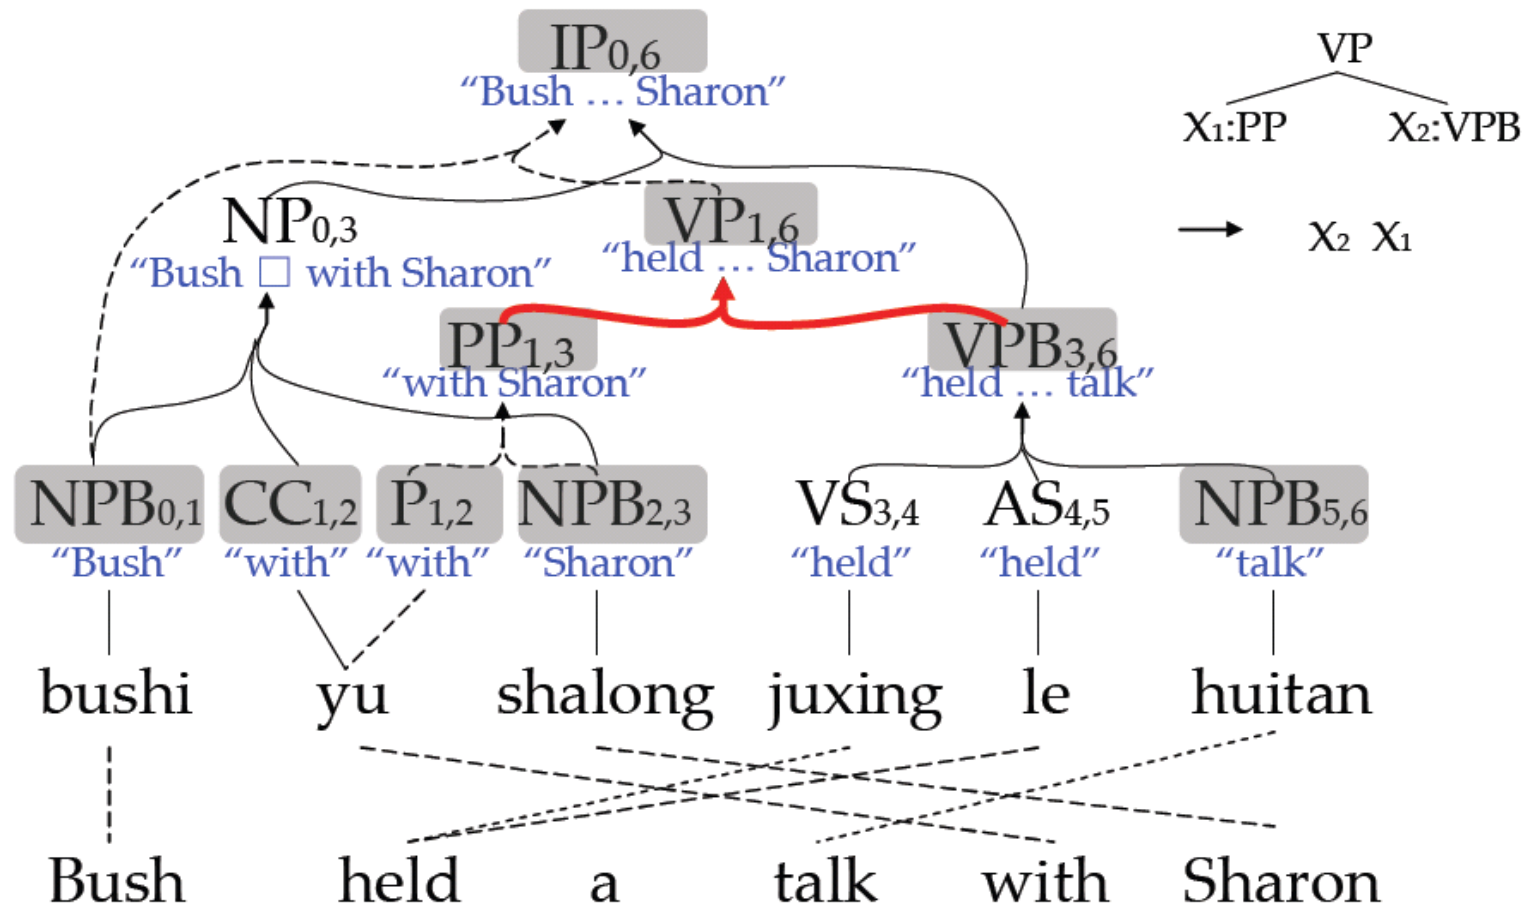 IP0,6
“Bush … Sharon”
VP
X1:PP X2:VPB
NP0,3
“Bush □ with Sharon”
VP1,6
“held … Sharon”
X2 X1
PP1,3
“with Sharon”
VPB3,6
“held … talk”
NPB0,1 CC1,2 P1,2 NPB2,3 VS3,4 AS4,5 NPB5,6
“Bush” “with” “with” “Sharon” “held” “held” “talk”
bushi yu shalong juxing le huitan
Bush held a talk with Sharon